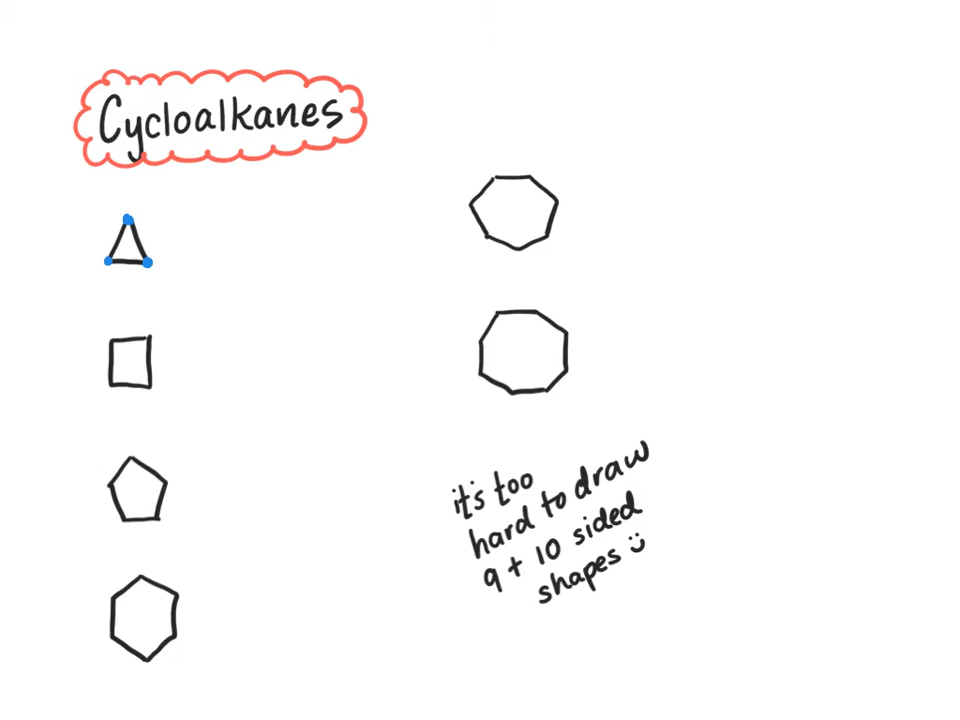 Cycloalkanes
it's too
hard to draw
9 + 10 sided
shapes